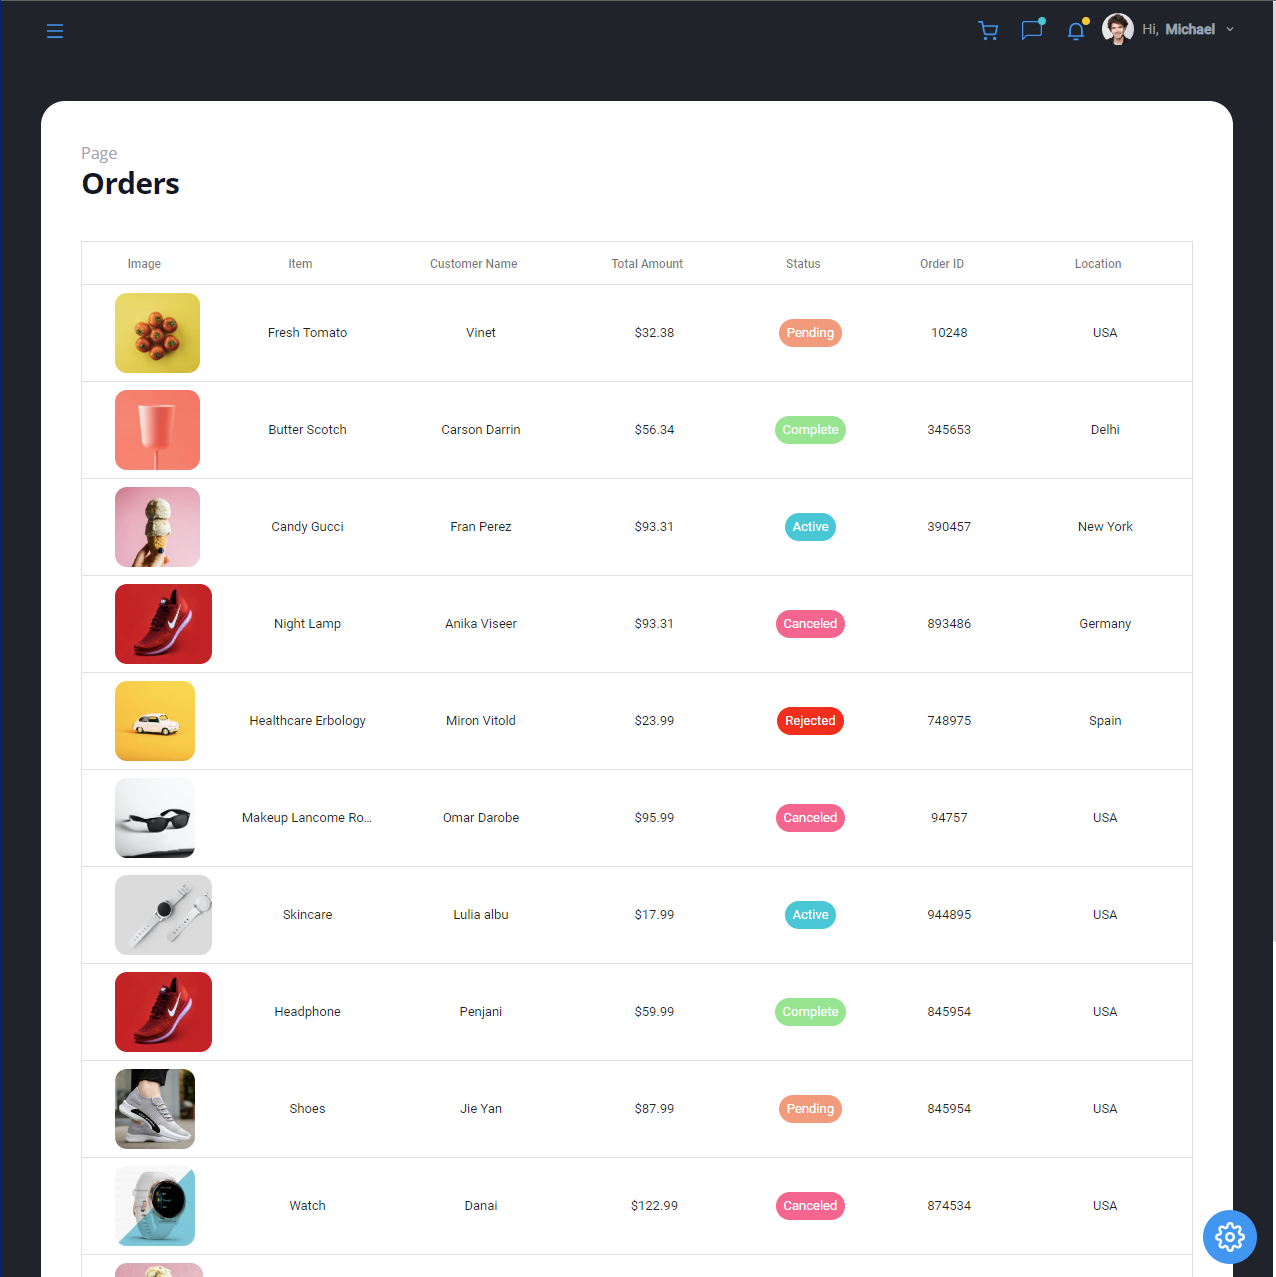 Hi, Michael
Page
Orders
Image Item Customer Name Total Amount Status Order ID Location
Fresh Tomato Vinet $32.38 Pending 10248 USA
Butter Scotch Carson Darrin $56.34 Complete 345653 Delhi
Candy Gucci Fran Perez $93.31 Active 390457 New York
Night Lamp Anika Viseer $93.31 Canceled 893486 Germany
Healthcare Erbology Miron Vitold $23.99 Rejected 748975 Spain
Makeup Lancome Ro... Omar Darobe $95.99 Canceled 94757 USA
Skincare Lulia albu $17.99 Active 944895 USA
Headphone Penjani $59.99 Complete 845954 USA
Shoes Jie Yan $87.99 Pending 845954 USA
Watch Danai $122.99 Canceled 874534 USA